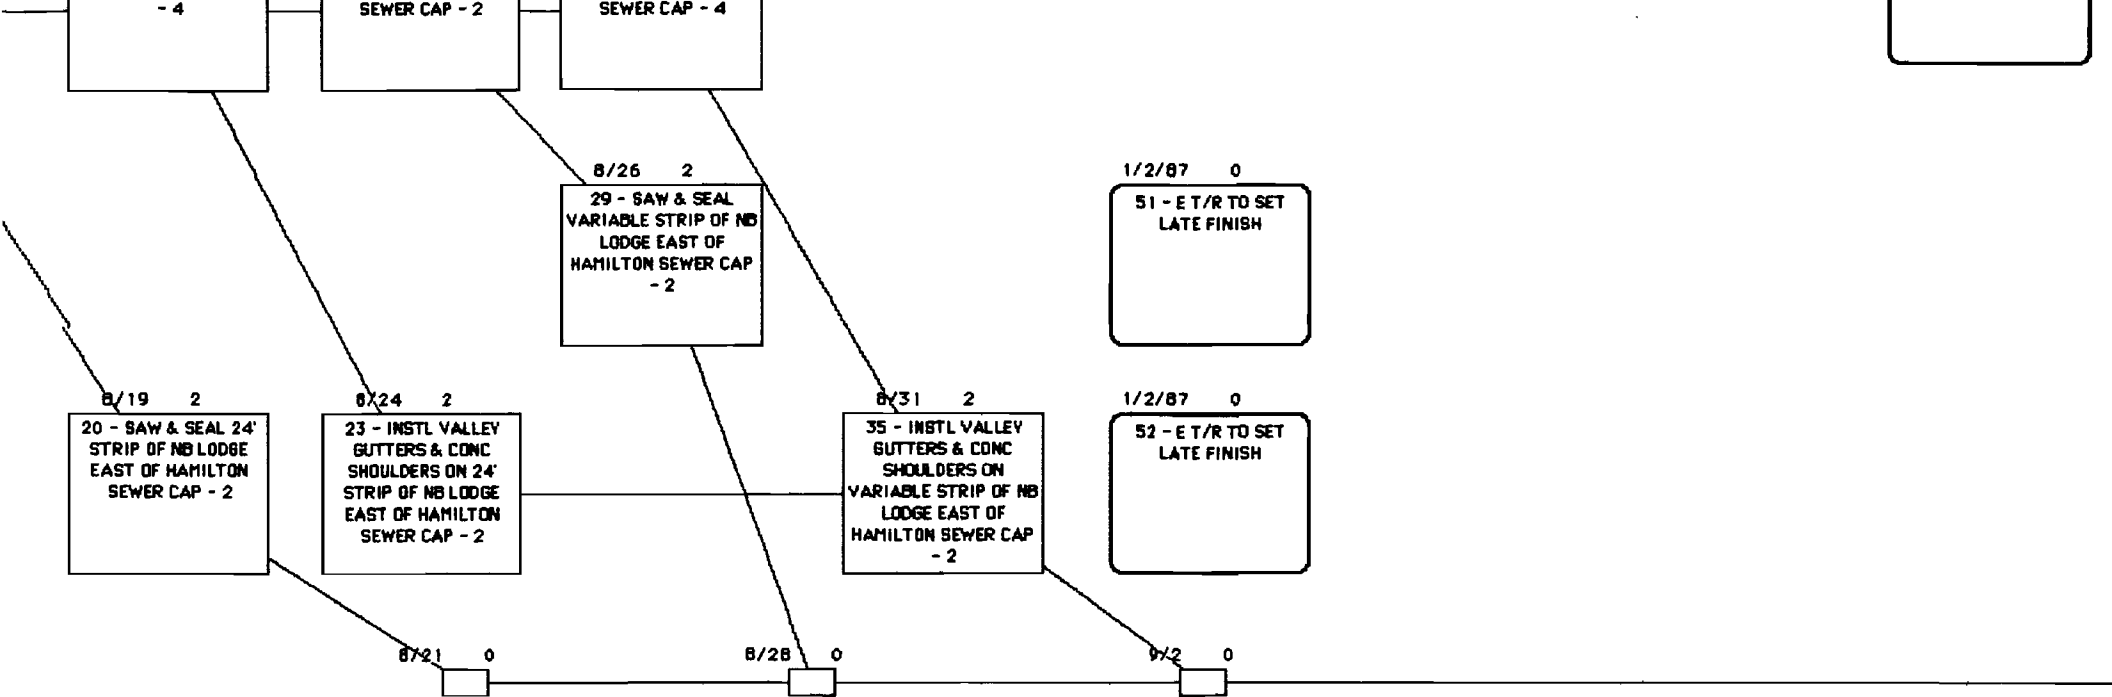 - 4
SEWER CAP - 2
SEWER CAP - 4
8/26 2
29 - SAW & SEAL
VARIABLE STRIP OF NB
LODGE EAST OF
HAMILTON SEWER CAP
- 2
1/2/87 0
51 - E T/R TO SET
LATE FINISH
8/19 2
20 - SAW & SEAL 24'
STRIP OF NB LODGE
EAST OF HAMILTON
SEWER CAP - 2
8/24 2
23 - INSTL VALLEY
GUTTERS & CONC
SHOULDERS ON 24'
STRIP OF NB LODGE
EAST OF HAMILTON
SEWER CAP - 2
8/31 2
35 - INSTL VALLEY
GUTTERS & CONC
SHOULDERS ON
VARIABLE STRIP OF NB
LODGE EAST OF
HAMILTON SEWER CAP
- 2
1/2/87 0
52 - E T/R TO SET
LATE FINISH
8/21 0
8/28 0
9/2 0